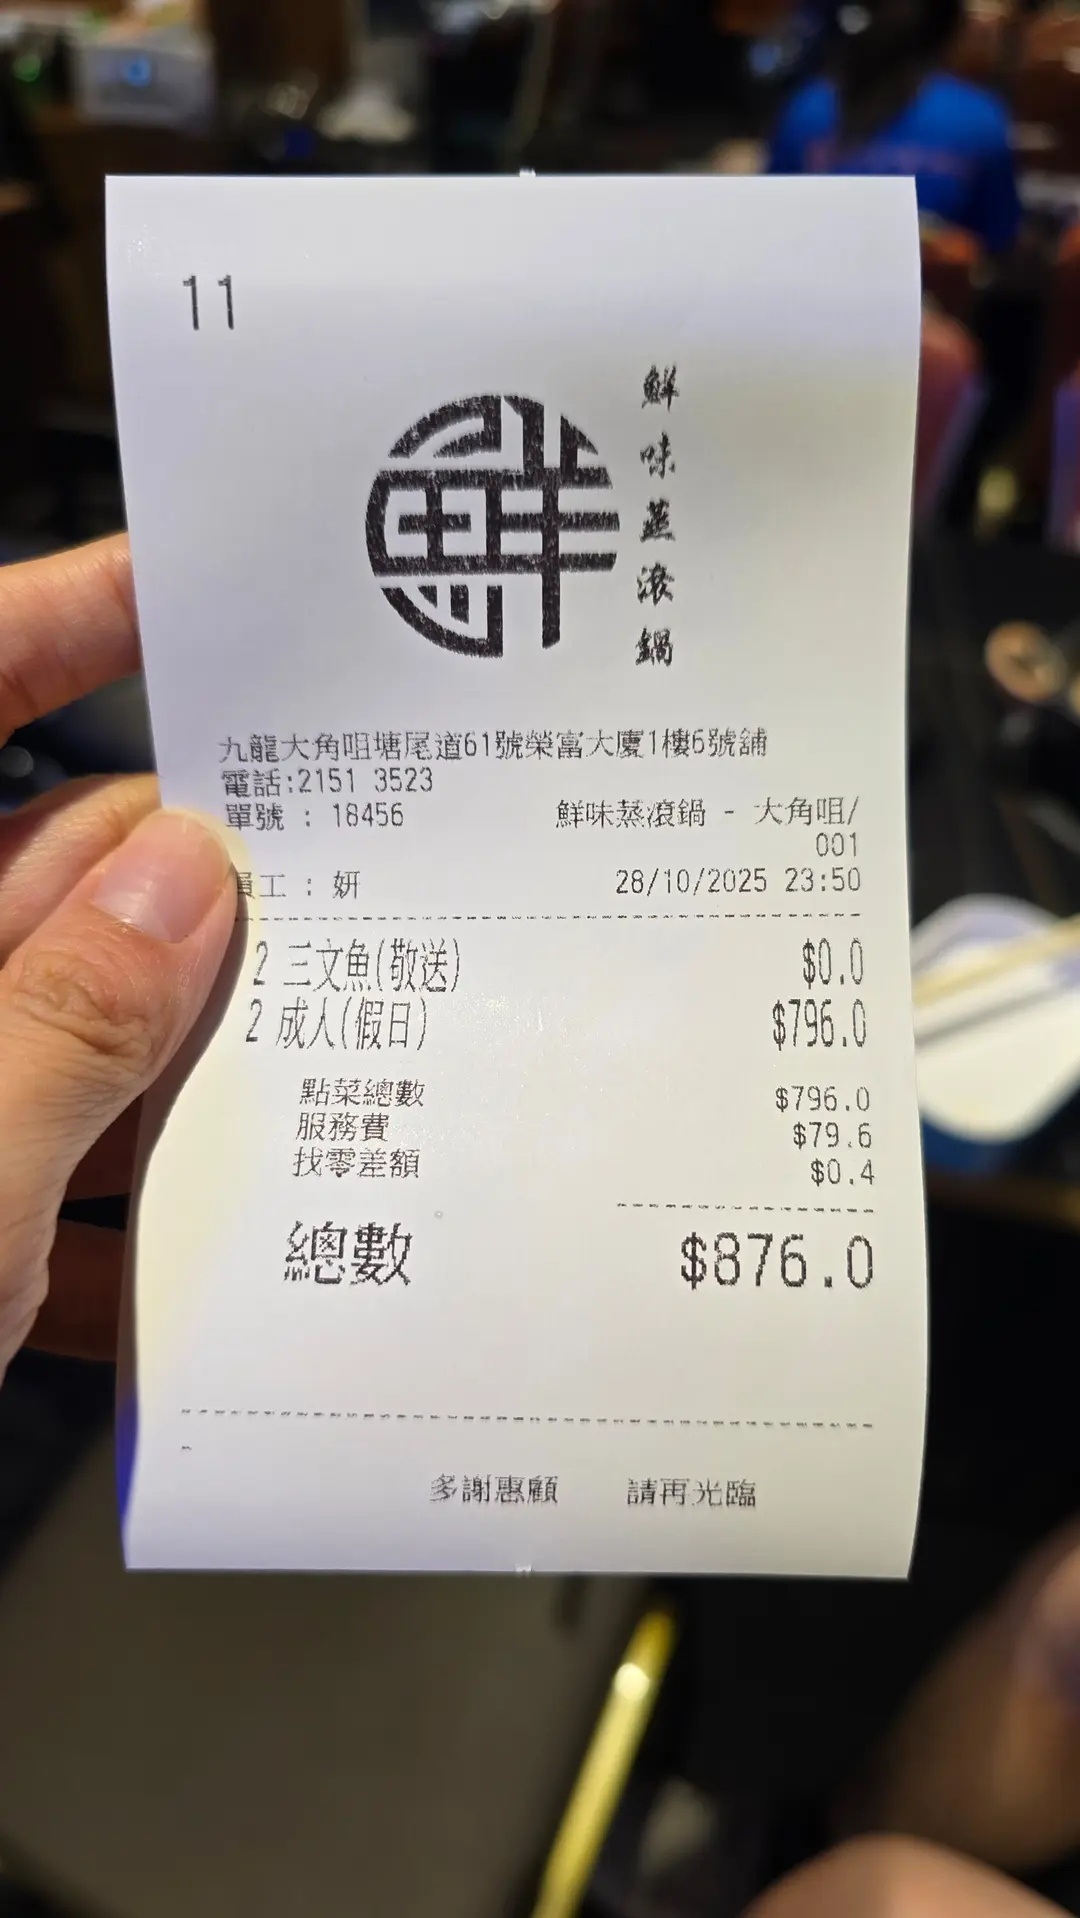 11
鮮
鮮味蒸滾鍋
九龍大角咀塘尾道61號榮富大廈1樓6號舖
電話:2151 3523
單號 : 18456 鮮味蒸滾鍋 - 大角咀/
001
員工 : 妍 28/10/2025 23:50
2 三文魚(敬送) $0.0
2 成人(假日) $796.0
點菜總數 $796.0
服務費 $79.6
找零差額 $0.4
總數 $876.0
~
多謝惠顧 請再光臨